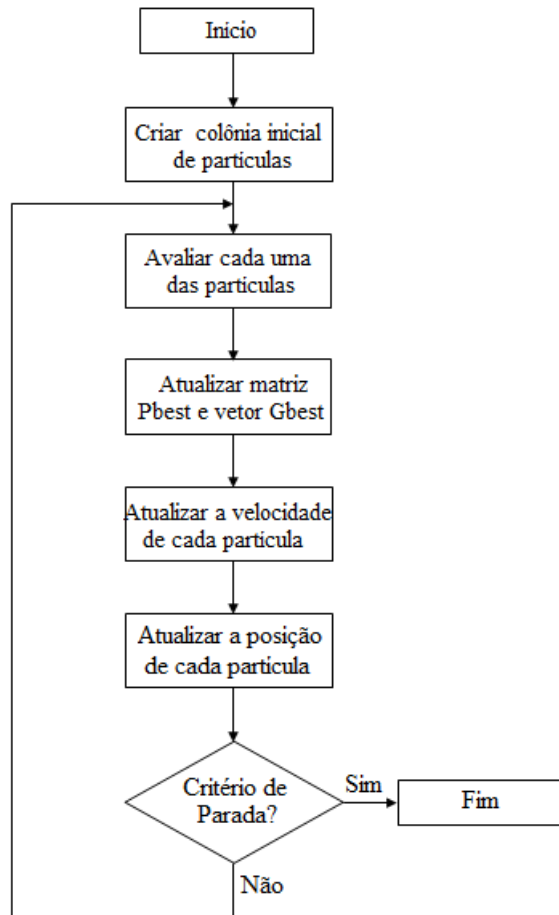 Inicio
Criar colônia inicial
de particulas
Avaliar cada uma
das particulas
Atualizar matriz
Pbest e vetor Gbest
Atualizar a velocidade
de cada particula
Atualizar a posição
de cada particula
Critério de
Parada?
Sim
Fim
Não